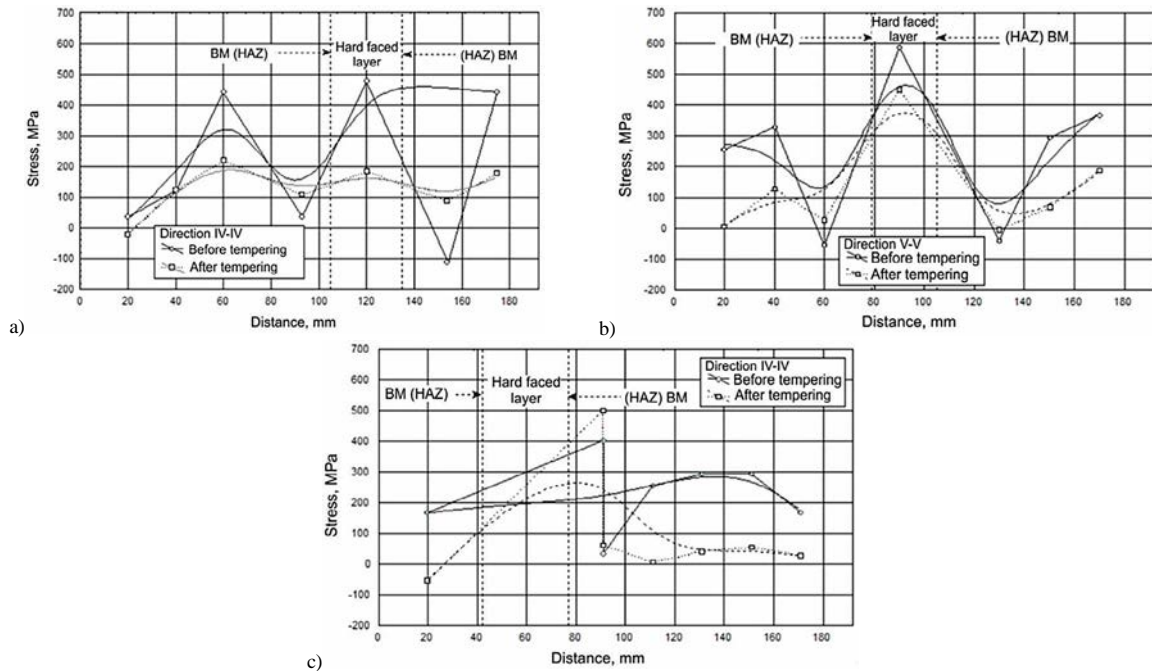 700
600
500
400
300
200
100
0
-100
-200
Stress, MPa
BM (HAZ)
Hard faced
layer
(HAZ) BM
Direction IV-IV
Before tempering
After tempering
0 20 40 60 80 100 120 140 160 180
Distance, mm
a)
700
600
500
400
300
200
100
0
-100
-200
Stress, MPa
BM (HAZ)
Hard faced
layer
(HAZ) BM
Direction V-V
Before tempering
After tempering
0 20 40 60 80 100 120 140 160 180
Distance, mm
b)
700
600
500
400
300
200
100
0
-100
-200
Stress, MPa
BM (HAZ)
Hard faced
layer
(HAZ) BM
Direction IV-IV
Before tempering
After tempering
0 20 40 60 80 100 120 140 160 180
Distance, mm
c)